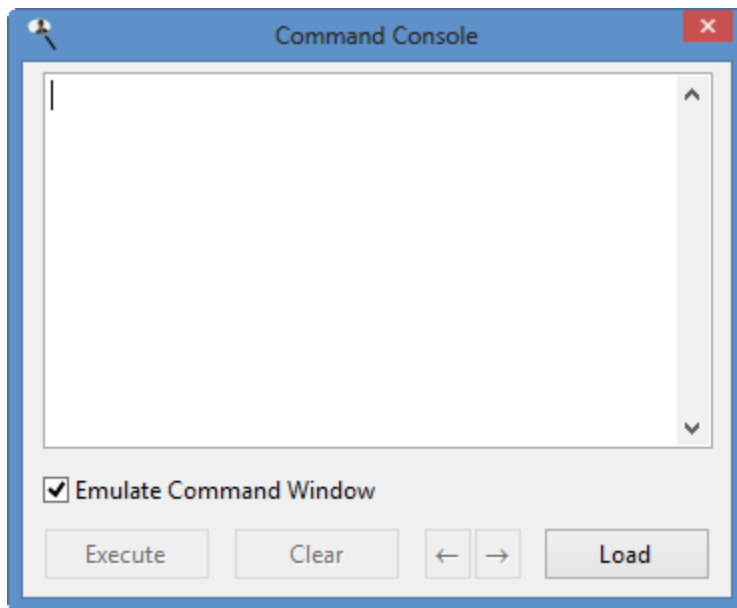 Command Console
Emulate Command Window
Execute Clear ← → Load